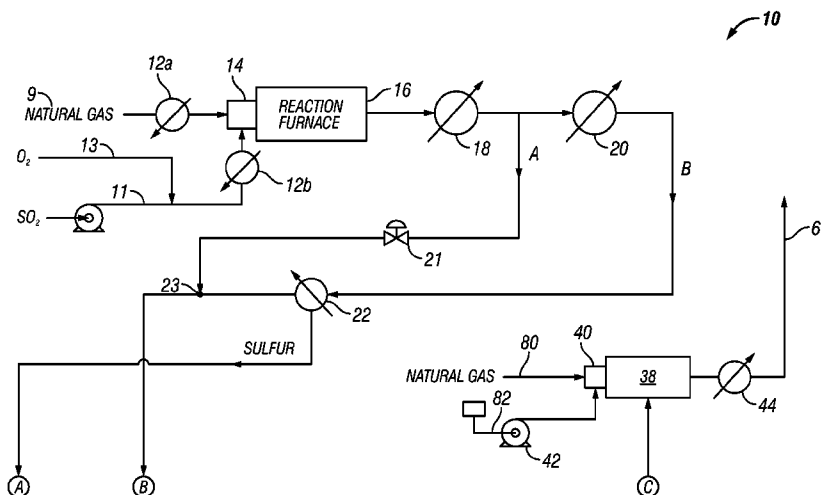 10
12a
14
9
NATURAL GAS
REACTION
FURNACE
16
18
20
O2
13
12b
A
B
11
SO2
21
6
23
22
SULFUR
80
40
NATURAL GAS
38
82
44
42
A
B
C